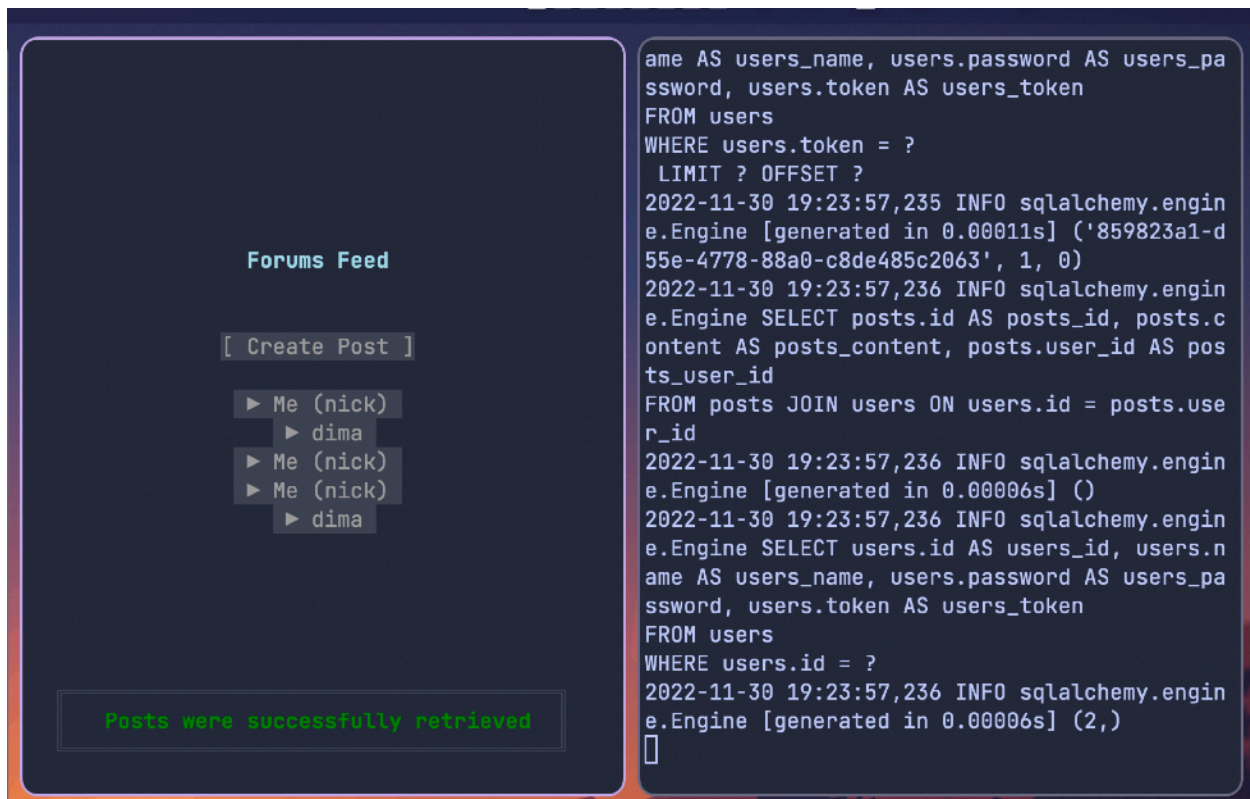 Forums Feed
[ Create Post ]
► Me (nick)
► dima
► Me (nick)
► Me (nick)
► dima
Posts were successfully retrieved
ame AS users_name, users.password AS users_pa
ssword, users.token AS users_token
FROM users
WHERE users.token = ?
 LIMIT ? OFFSET ?
2022-11-30 19:23:57,235 INFO sqlalchemy.engin
e.Engine [generated in 0.00011s] ('859823a1-d
55e-4778-88a0-c8de485c2063', 1, 0)
2022-11-30 19:23:57,236 INFO sqlalchemy.engin
e.Engine SELECT posts.id AS posts_id, posts.c
ontent AS posts_content, posts.user_id AS pos
ts_user_id
FROM posts JOIN users ON users.id = posts.use
r_id
2022-11-30 19:23:57,236 INFO sqlalchemy.engin
e.Engine [generated in 0.00006s] ()
2022-11-30 19:23:57,236 INFO sqlalchemy.engin
e.Engine SELECT users.id AS users_id, users.n
ame AS users_name, users.password AS users_pa
ssword, users.token AS users_token
FROM users
WHERE users.id = ?
2022-11-30 19:23:57,236 INFO sqlalchemy.engin
e.Engine [generated in 0.00006s] (2,)